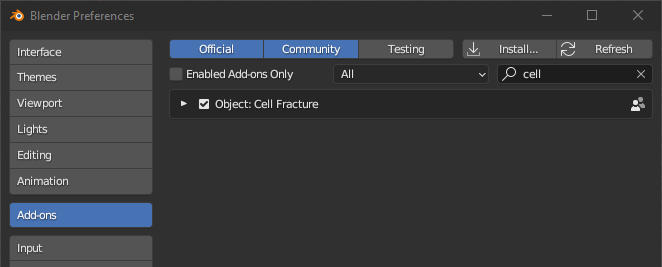 Blender Preferences
Interface
Themes
Viewport
Lights
Editing
Animation
Add-ons
Input
Official Community Testing Install... Refresh
Enabled Add-ons Only All cell
Object: Cell Fracture